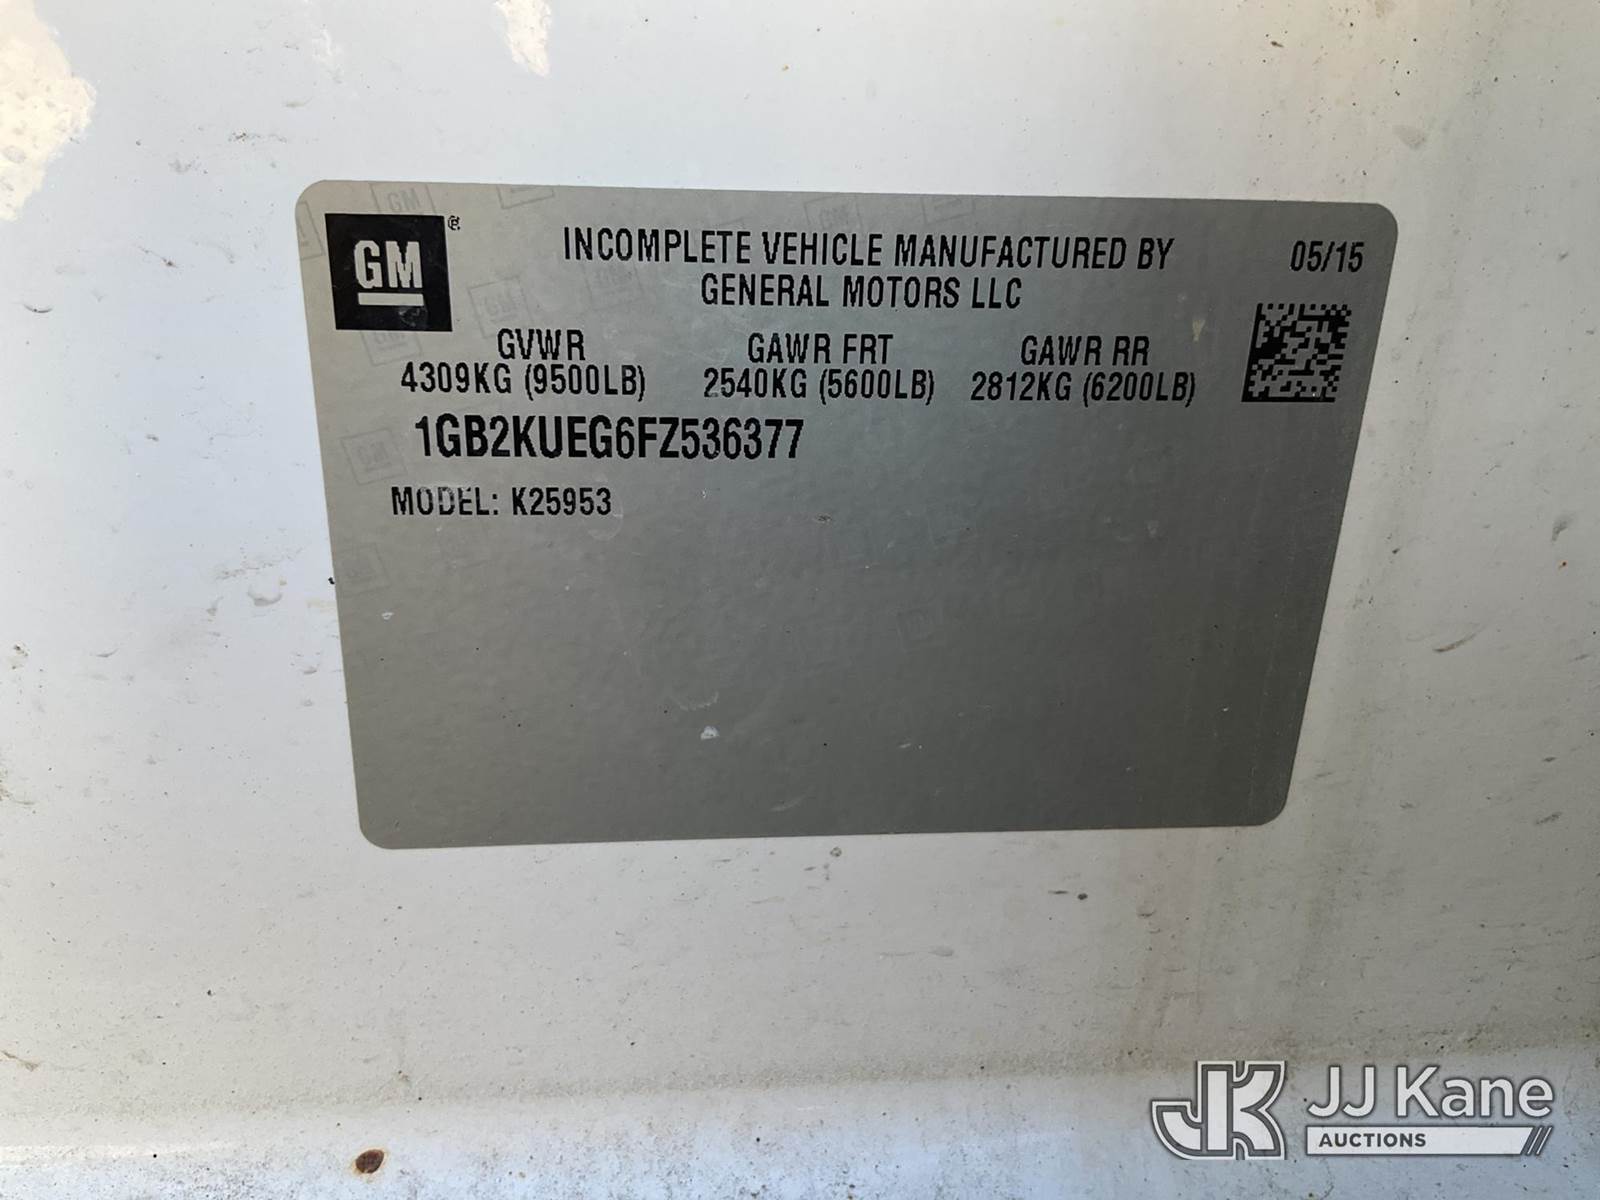 GM®
INCOMPLETE VEHICLE MANUFACTURED BY
GENERAL MOTORS LLC
05/15
GVWR
4309KG (9500LB)
GAWR FRT
2540KG (5600LB)
GAWR RR
2812KG (6200LB)
1GB2KUEG6FZ536377
MODEL: K25953
JK JJ Kane
AUCTIONS